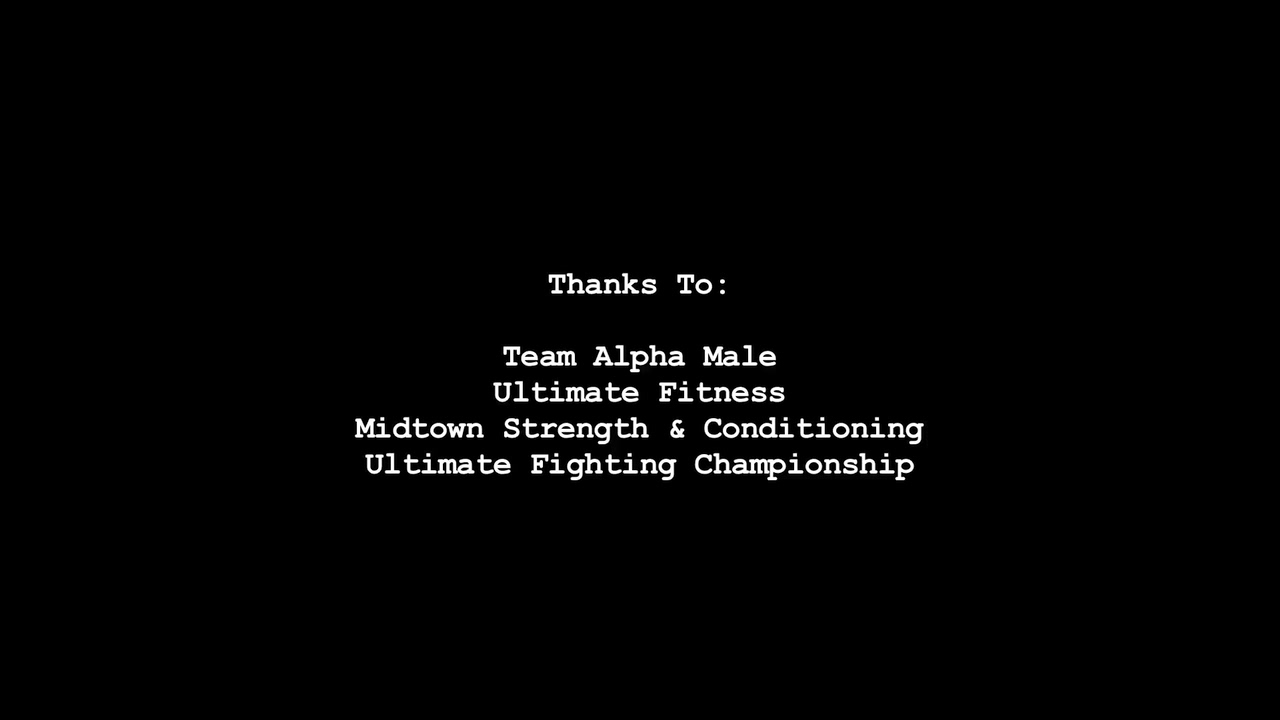 Thanks To:
Team Alpha Male
Ultimate Fitness
Midtown Strength & Conditioning
Ultimate Fighting Championship